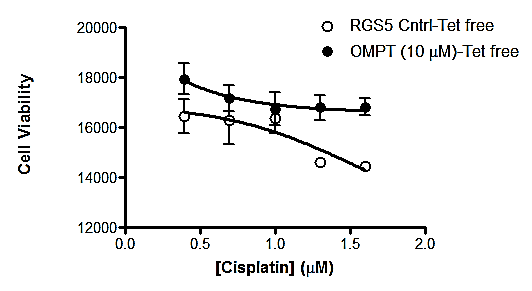 RGS5 Cntrl-Tet free
OMPT (10 µM)-Tet free
20000
18000
16000
14000
12000
Cell Viability
0.0 0.5 1.0 1.5 2.0
[Cisplatin] (µM)